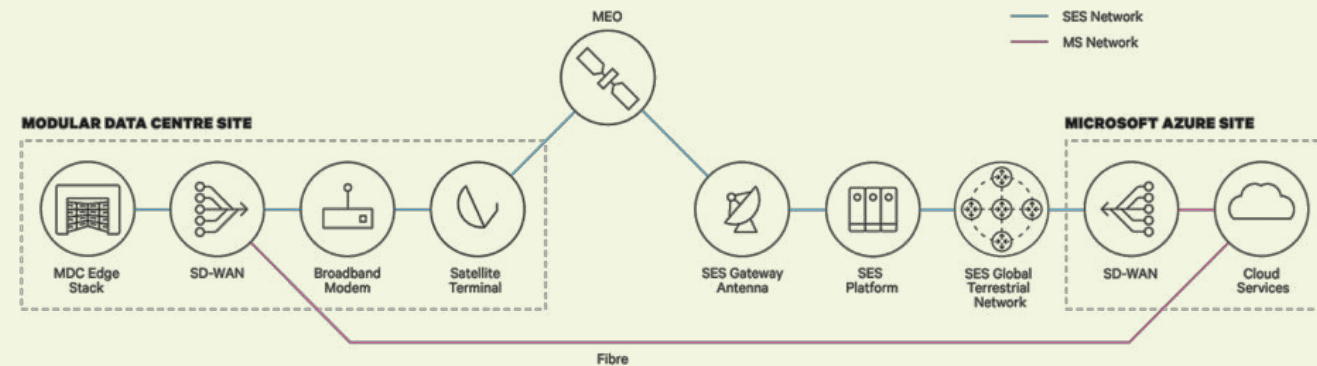 MEO
SES Network
MS Network
MODULAR DATA CENTRE SITE
MICROSOFT AZURE SITE
MDC Edge
Stack
SD-WAN
Broadband
Modem
Satellite
Terminal
SES Gateway
Antenna
SES
Platform
SES Global
Terrestrial
Network
SD-WAN
Cloud
Services
Fibre